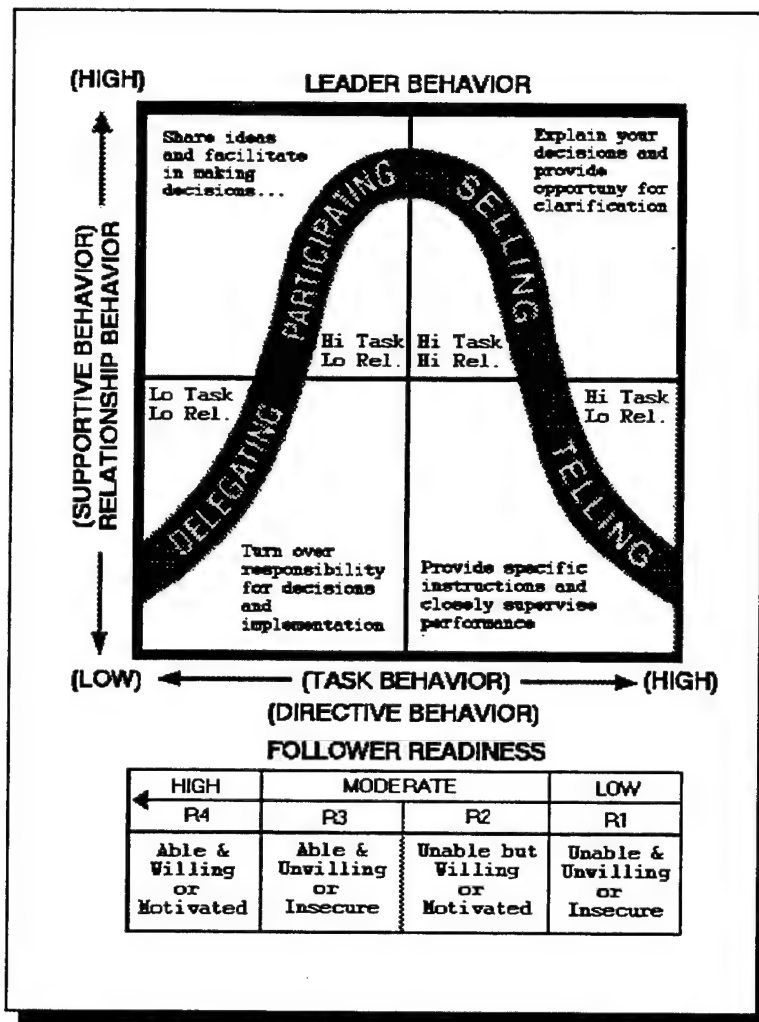 (HIGH)
LEADER BEHAVIOR
Share ideas
and facilitate
in making
decisions...
Explain your
decisions and
provide
opportuny for
clarification
PARTICIPATING
SELLING
(SUPPORTIVE BEHAVIOR)
RELATIONSHIP BEHAVIOR
Hi Task
Lo Rel.
Hi Task
Hi Rel.
Lo Task
Lo Rel.
Hi Task
Lo Rel.
DELEGATING
TELLING
Turn over
responsibility
for decisions
and
implementation
Provide specific
instructions and
closely supervise
performance
(LOW)
(TASK BEHAVIOR)
(HIGH)
(DIRECTIVE BEHAVIOR)
FOLLOWER READINESS
HIGH
MODERATE
LOW
R4
R3
R2
R1
Able &
Willing
or
Motivated
Able &
Unwilling
or
Insecure
Unable but
Willing
or
Motivated
Unable &
Unwilling
or
Insecure